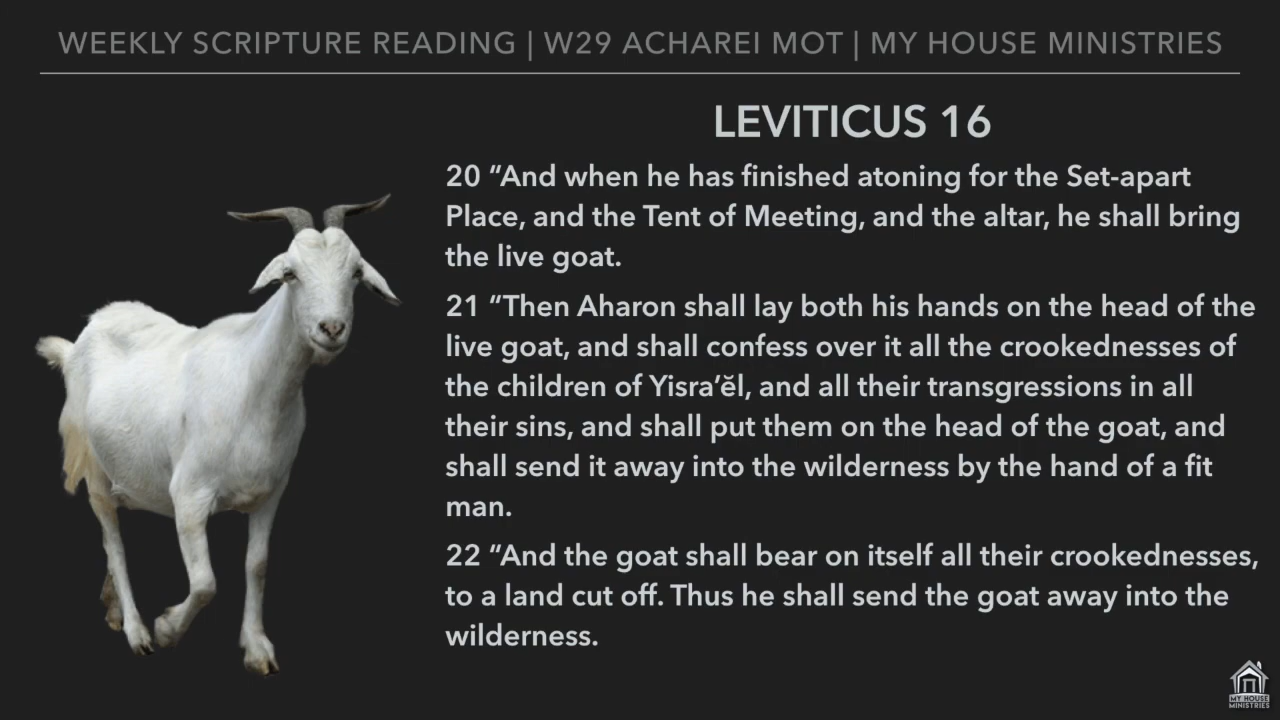 WEEKLY SCRIPTURE READING | W29 ACHAREI MOT | MY HOUSE MINISTRIES
LEVITICUS 16
20 “And when he has finished atoning for the Set-apart
Place, and the Tent of Meeting, and the altar, he shall bring
the live goat.
21 “Then Aharon shall lay both his hands on the head of the
live goat, and shall confess over it all the crookednesses of
the children of Yisra’ĕl, and all their transgressions in all
their sins, and shall put them on the head of the goat, and
shall send it away into the wilderness by the hand of a fit
man.
22 “And the goat shall bear on itself all their crookednesses,
to a land cut off. Thus he shall send the goat away into the
wilderness.
MY HOUSE
MINISTRIES